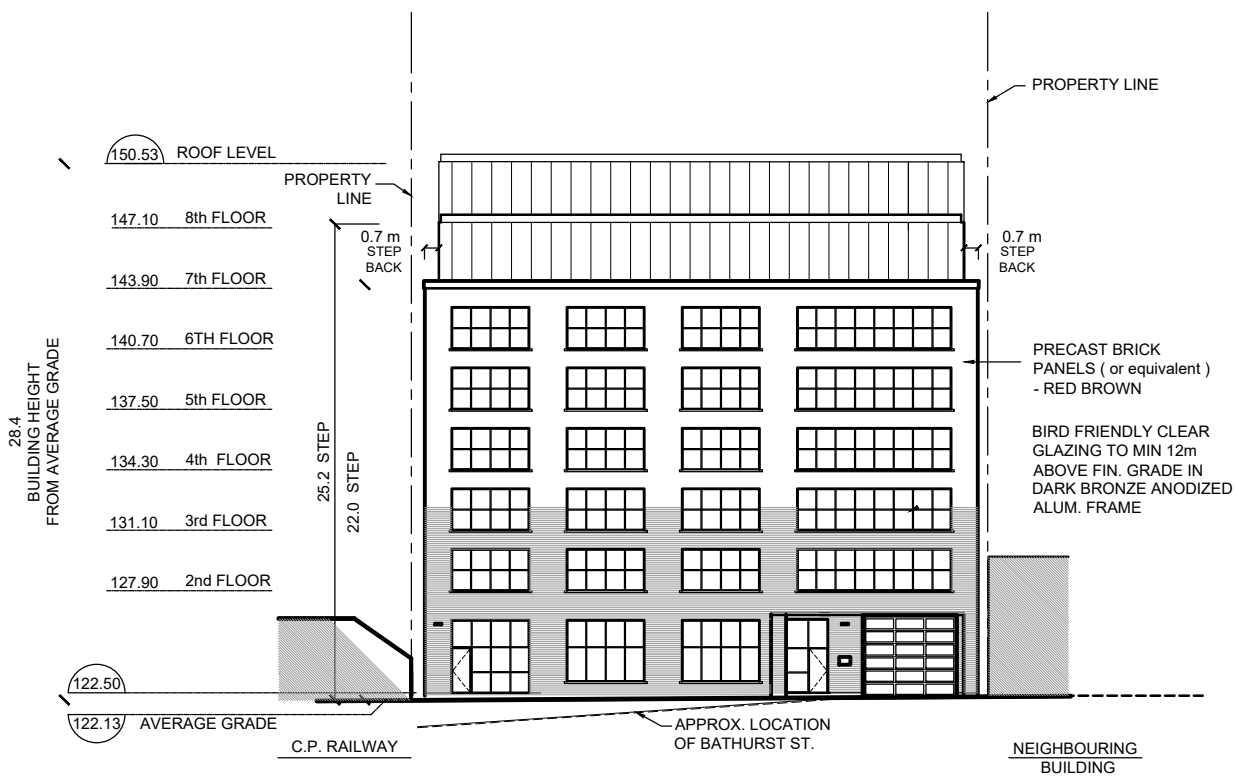 PROPERTY LINE
150.53 ROOF LEVEL
PROPERTY
LINE
147.10 8th FLOOR
0.7 m
STEP
BACK
0.7 m
STEP
BACK
143.90 7th FLOOR
140.70 6TH FLOOR
PRECAST BRICK
PANELS ( or equivalent )
- RED BROWN
137.50 5th FLOOR
28.4
BUILDING HEIGHT
FROM AVERAGE GRADE
25.2 STEP
22.0 STEP
BIRD FRIENDLY CLEAR
GLAZING TO MIN 12m
ABOVE FIN. GRADE IN
DARK BRONZE ANODIZED
ALUM. FRAME
134.30 4th FLOOR
131.10 3rd FLOOR
127.90 2nd FLOOR
122.50
122.13 AVERAGE GRADE
C.P. RAILWAY
APPROX. LOCATION
OF BATHURST ST.
NEIGHBOURING
BUILDING